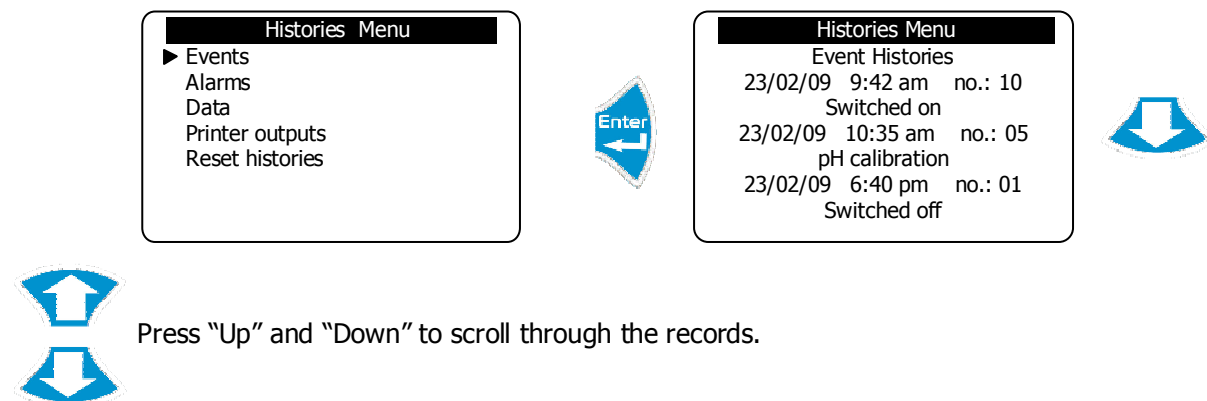 Histories Menu
Events
Alarms
Data
Printer outputs
Reset histories
Enter
Histories Menu
Event Histories
23/02/09 9:42 am no.: 10
Switched on
23/02/09 10:35 am no.: 05
pH calibration
23/02/09 6:40 pm no.: 01
Switched off
Press “Up” and “Down” to scroll through the records.